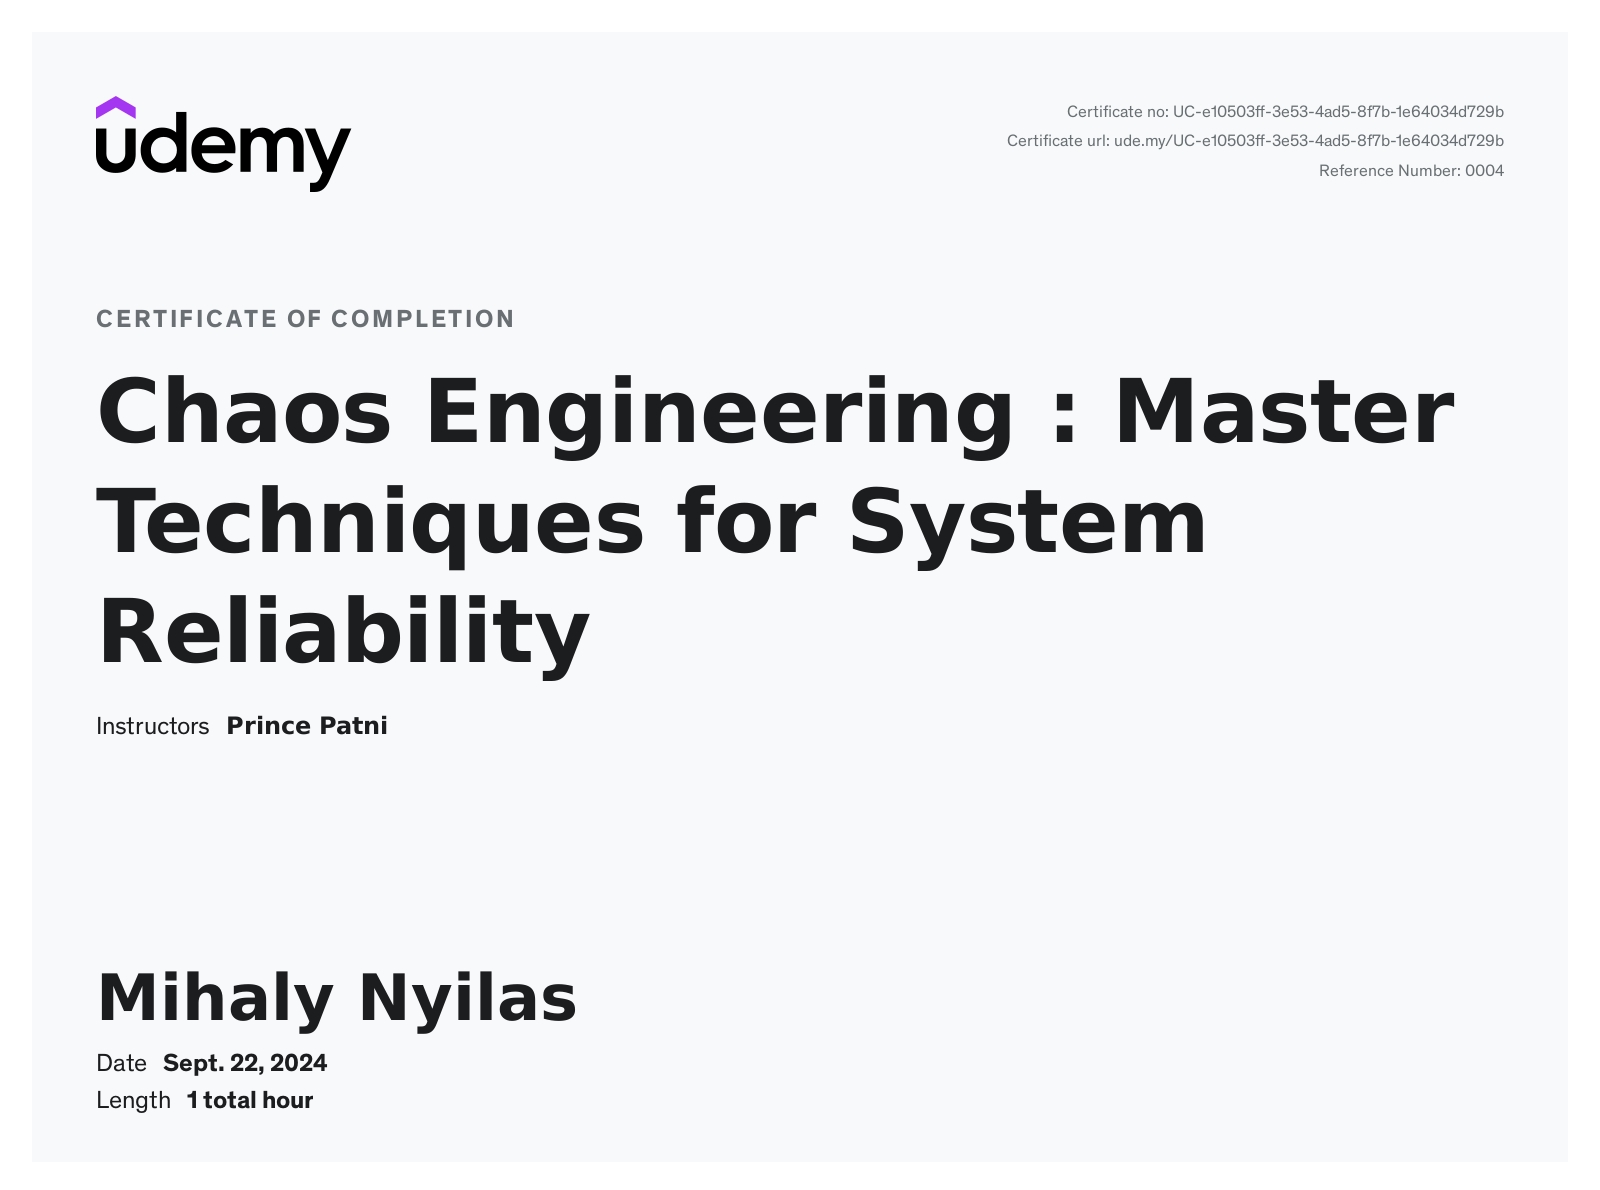 udemy
Certificate no: UC-e10503ff-3e53-4ad5-8f7b-1e64034d729b
Certificate url: ude.my/UC-e10503ff-3e53-4ad5-8f7b-1e64034d729b
Reference Number: 0004
CERTIFICATE OF COMPLETION
Chaos Engineering : Master
Techniques for System
Reliability
Instructors Prince Patni
Mihaly Nyilas
Date Sept. 22, 2024
Length 1 total hour